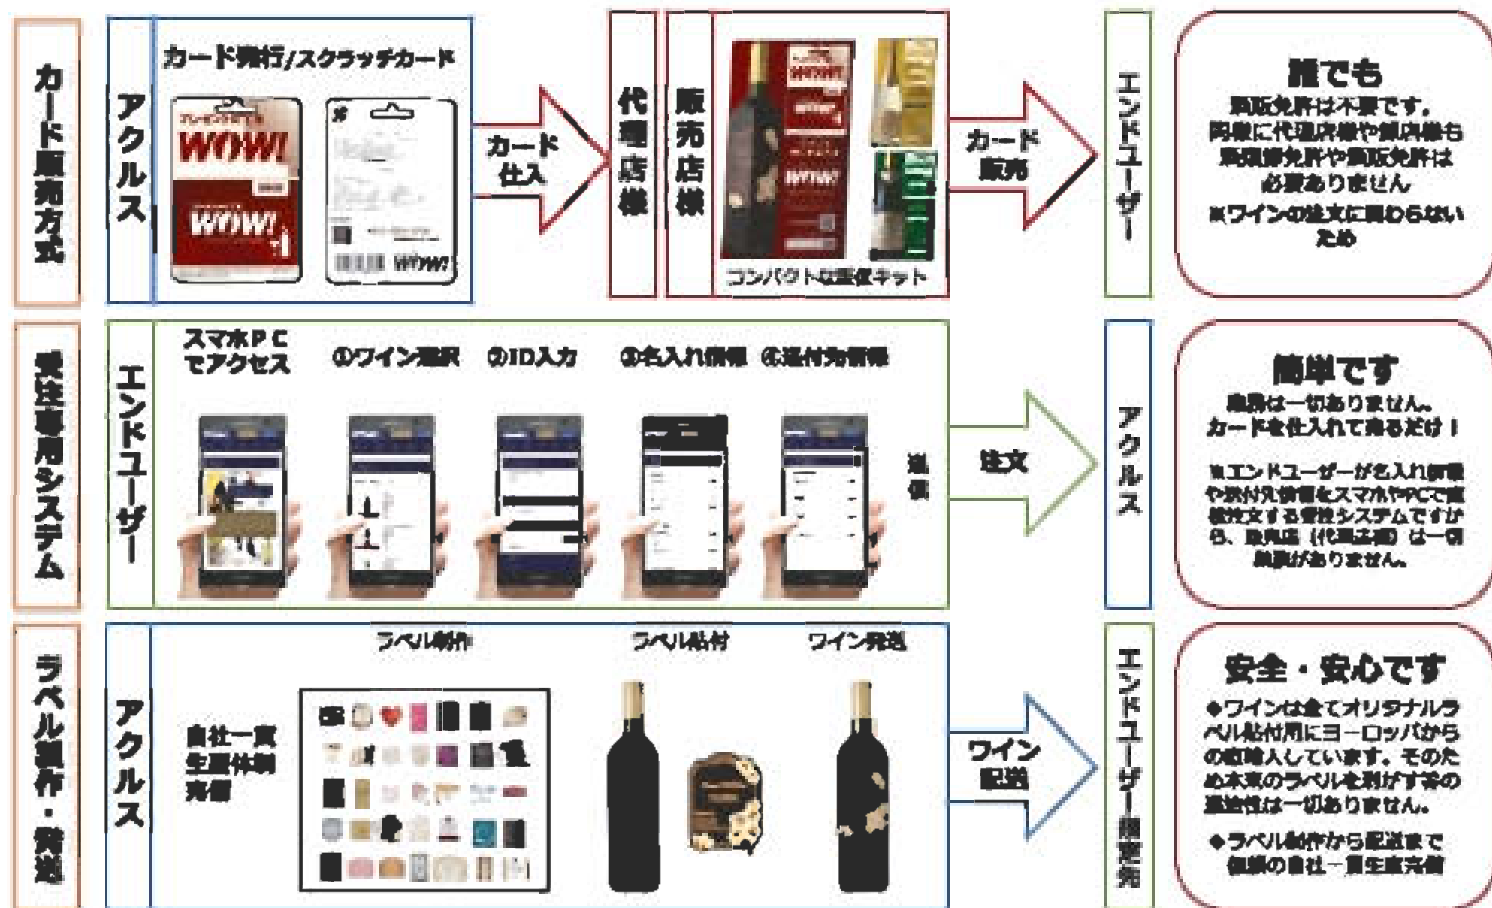 カード販売方式
アクルス
カード発行/スクラッチカード
WOW!
WOW!
WOW!
カード
仕入
代理店様
販売店様
コンパクトな販促キット
カード
販売
エンドユーザー
誰でも
酒販免許は不要です。
同様に代理店様や販店様も
免許や酒販免許は
必要ありません
※ワインの注文に関わらない
ため
受注専用システム
エンドユーザー
スマホPC
でアクセス
①ワイン選択
②ID入力
③名入れ情報
④送付先情報
送信
注文
アクルス
簡単です
業務は一切ありません。
カードを仕入れて売るだけ!
※エンドユーザーが名入れ情報
や送付先情報をスマホやPCで直
接注文する システムですか
ら、販売店(代理店様)は一切
業務がありません。
ラベル製作・発送
アクルス
自社一貫
生産体制
完備
ラベル制作
ラベル貼付
ワイン発送
ワイン
配送
エンドユーザー指定先
安全・安心です
◆ワインは全てオリジナルラ
ベル貼付用にヨーロッパから
の直輸入しています。そのた
め本来のラベルを剥がす等の
違法性は一切ありません。
◆ラベル制作から配送まで
信頼の自社一貫生産完備